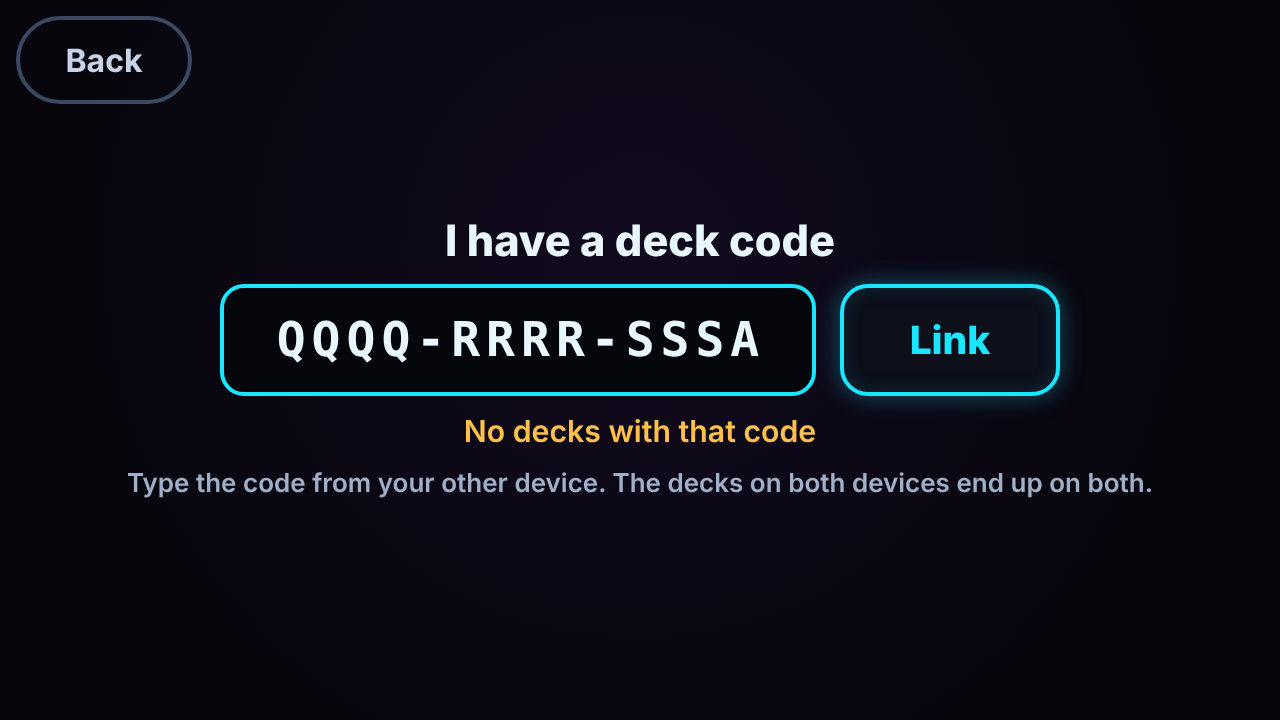 Back
I have a deck code
QQQQ-RRRR-SSSA
Link
No decks with that code
Type the code from your other device. The decks on both devices end up on both.